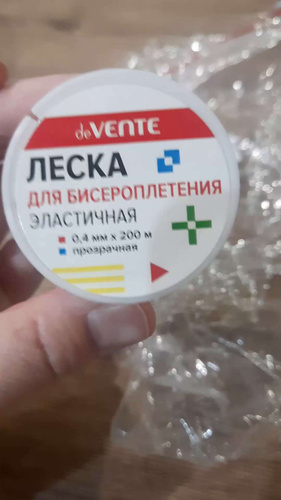 deVENTE
ЛЕСКА
ДЛЯ БИСЕРОПЛЕТЕНИЯ
ЭЛАСТИЧНАЯ
0,4 мм x 200 м
прозрачная